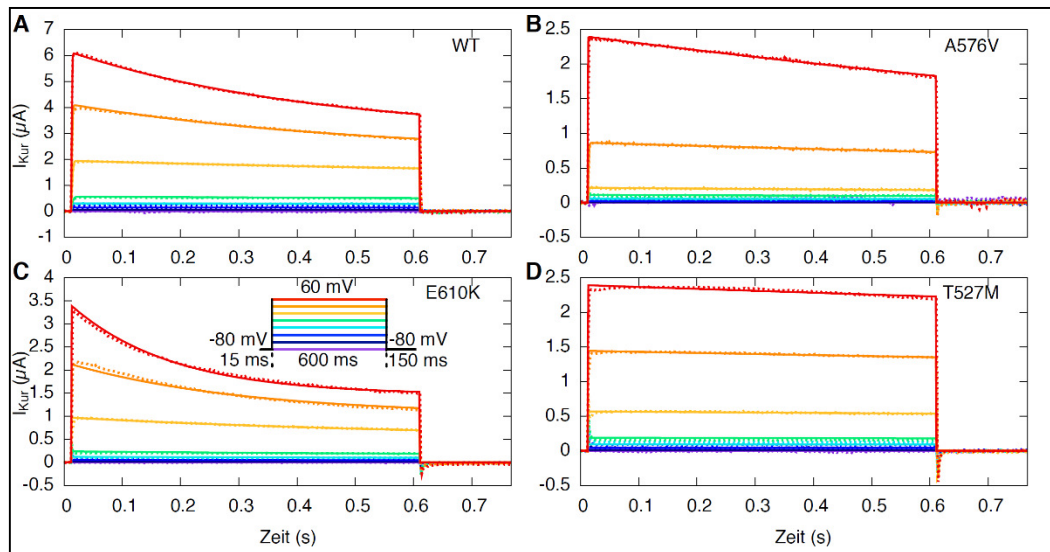 A
WT
I_Kur (µA)
7
6
5
4
3
2
1
0
-1
0 0.1 0.2 0.3 0.4 0.5 0.6 0.7
B
A576V
2.5
2
1.5
1
0.5
0
-0.5
0 0.1 0.2 0.3 0.4 0.5 0.6 0.7
C
E610K
I_Kur (µA)
4
3.5
3
2.5
2
1.5
1
0.5
0
-0.5
60 mV
-80 mV -80 mV
15 ms 600 ms 150 ms
0 0.1 0.2 0.3 0.4 0.5 0.6 0.7
Zeit (s)
D
T527M
2.5
2
1.5
1
0.5
0
-0.5
0 0.1 0.2 0.3 0.4 0.5 0.6 0.7
Zeit (s)